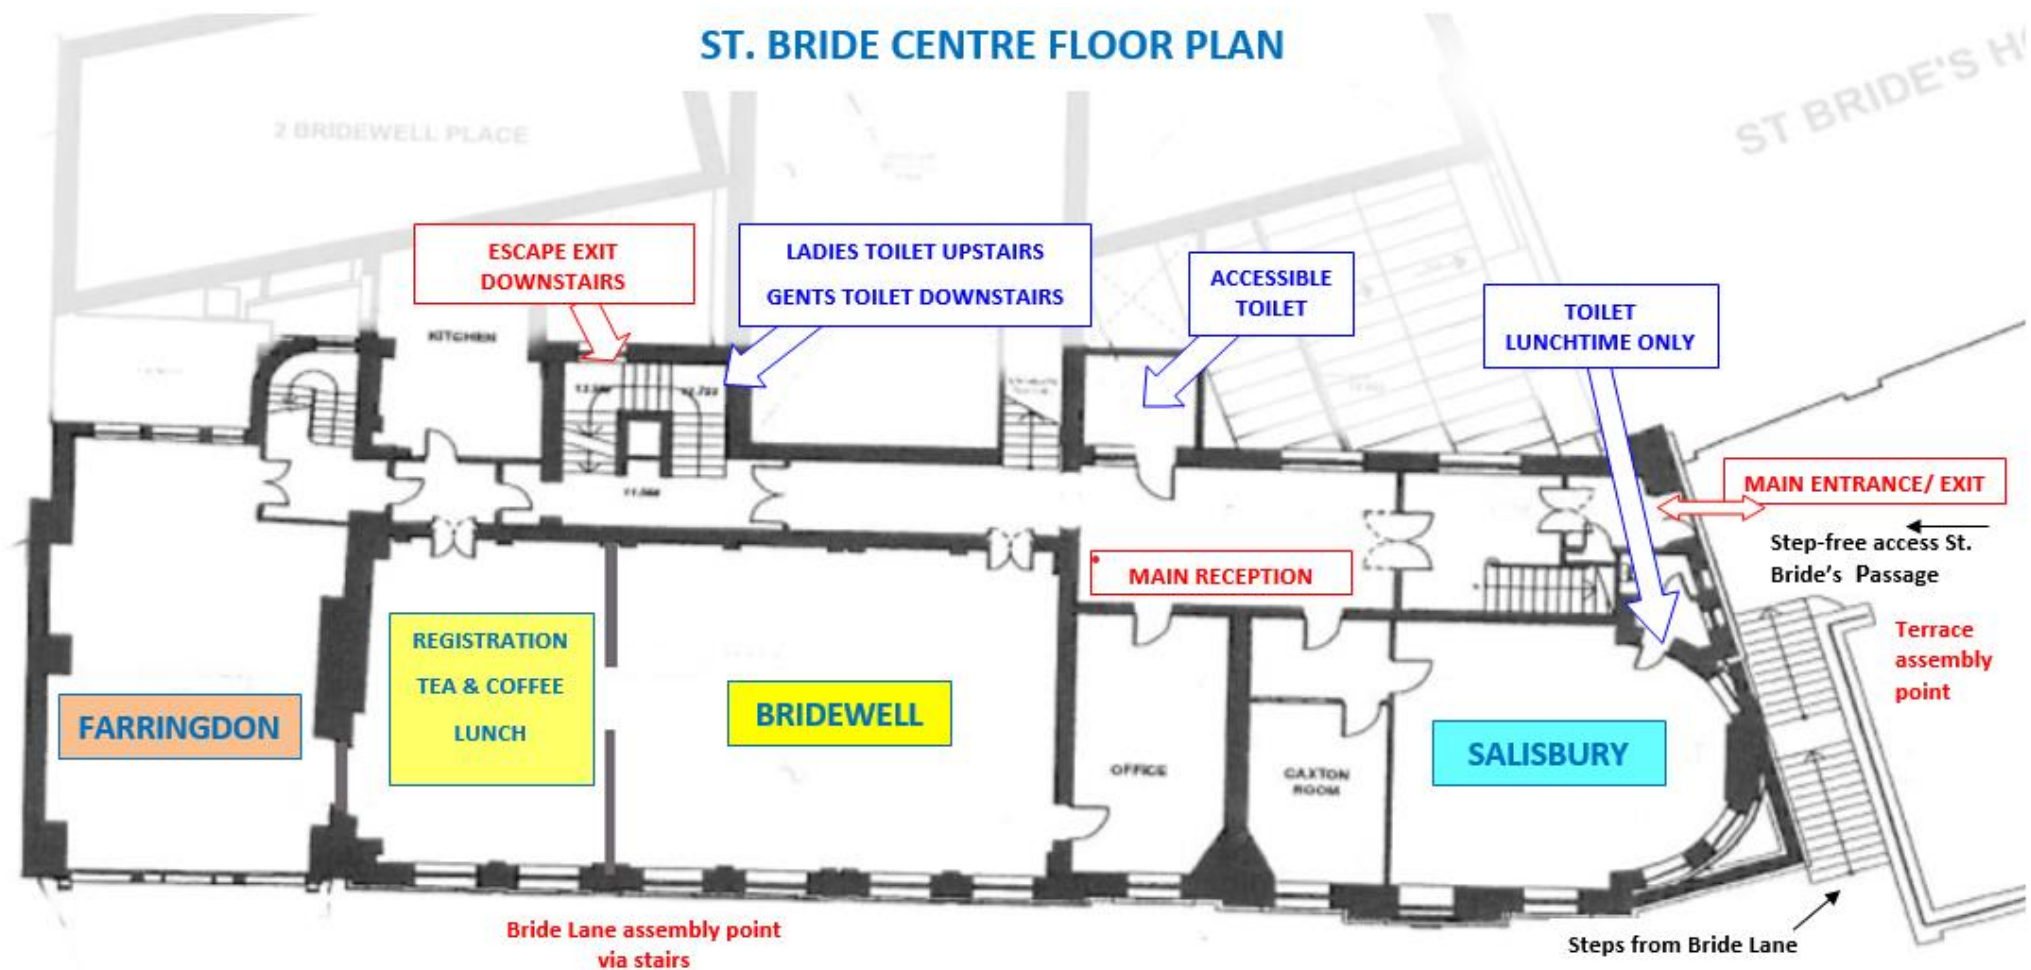 ST. BRIDE CENTRE FLOOR PLAN
ST BRIDE'S H
2 BRIDEWELL PLACE
ESCAPE EXIT
DOWNSTAIRS
LADIES TOILET UPSTAIRS
GENTS TOILET DOWNSTAIRS
ACCESSIBLE
TOILET
TOILET
LUNCHTIME ONLY
KITCHEN
MAIN ENTRANCE/ EXIT
Step-free access St.
Bride's Passage
MAIN RECEPTION
Terrace
assembly
point
REGISTRATION
TEA & COFFEE
LUNCH
FARRINGDON
BRIDEWELL
SALISBURY
OFFICE
CAXTON
ROOM
Bride Lane assembly point
via stairs
Steps from Bride Lane